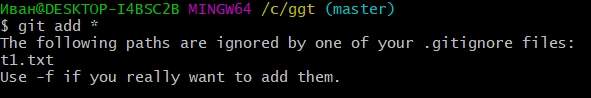 Иван@DESKTOP-I4BSC2B MINGW64 /c/ggt (master)
$ git add *
The following paths are ignored by one of your .gitignore files:
t1.txt
Use -f if you really want to add them.